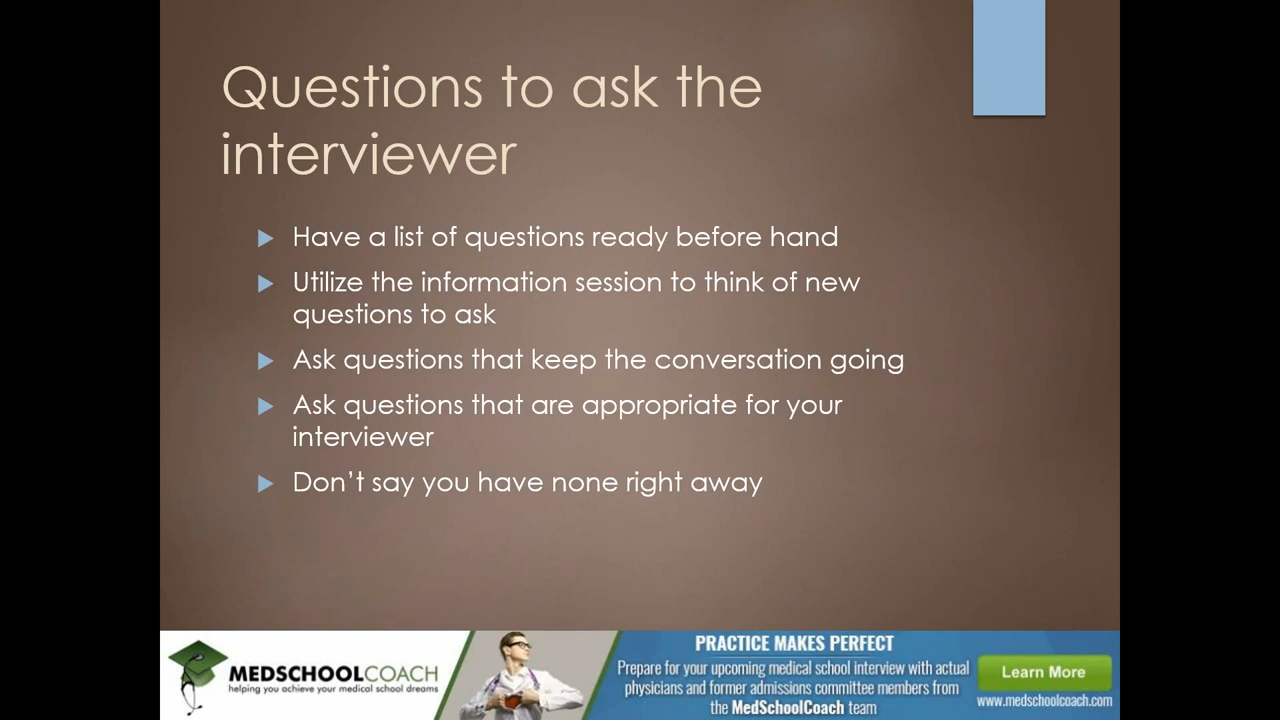 Questions to ask the
interviewer
Have a list of questions ready before hand
Utilize the information session to think of new
questions to ask
Ask questions that keep the conversation going
Ask questions that are appropriate for your
interviewer
Don't say you have none right away
MEDSCHOOLCOACH
helping you achieve your medical school dreams
PRACTICE MAKES PERFECT
Prepare for your upcoming medical school interview with actual
physicians and former admissions committee members from
the MedSchoolCoach team
Learn More
www.medschoolcoach.com